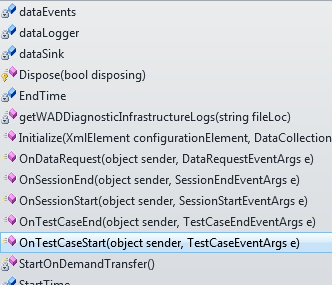 dataEvents
dataLogger
dataSink
Dispose(bool disposing)
EndTime
getWADDiagnosticInfrastructureLogs(string fileLoc)
Initialize(XmlElement configurationElement, DataCollection
OnDataRequest(object sender, DataRequestEventArgs e)
OnSessionEnd(object sender, SessionEndEventArgs e)
OnSessionStart(object sender, SessionStartEventArgs e)
OnTestCaseEnd(object sender, TestCaseEndEventArgs e)
OnTestCaseStart(object sender, TestCaseEventArgs e)
StartOnDemandTransfer()
StartTime